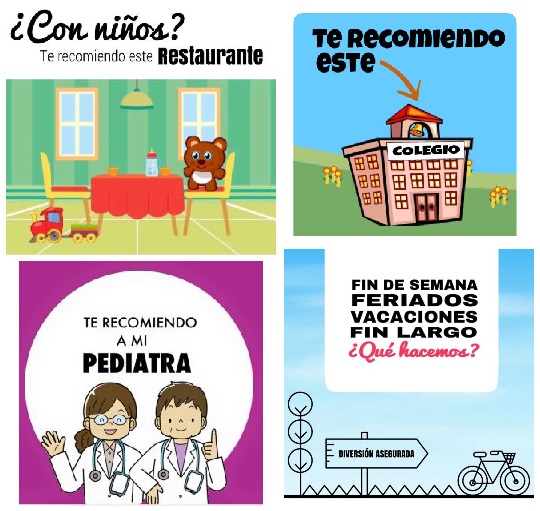 ¿Con niños?
Te recomiendo este Restaurante
TE RECOMIENDO
ESTE
COLEGIO
TE RECOMIENDO
A MI
PEDIATRA
FIN DE SEMANA
FERIADOS
VACACIONES
FIN LARGO
¿Qué hacemos?
DIVERSIÓN ASEGURADA